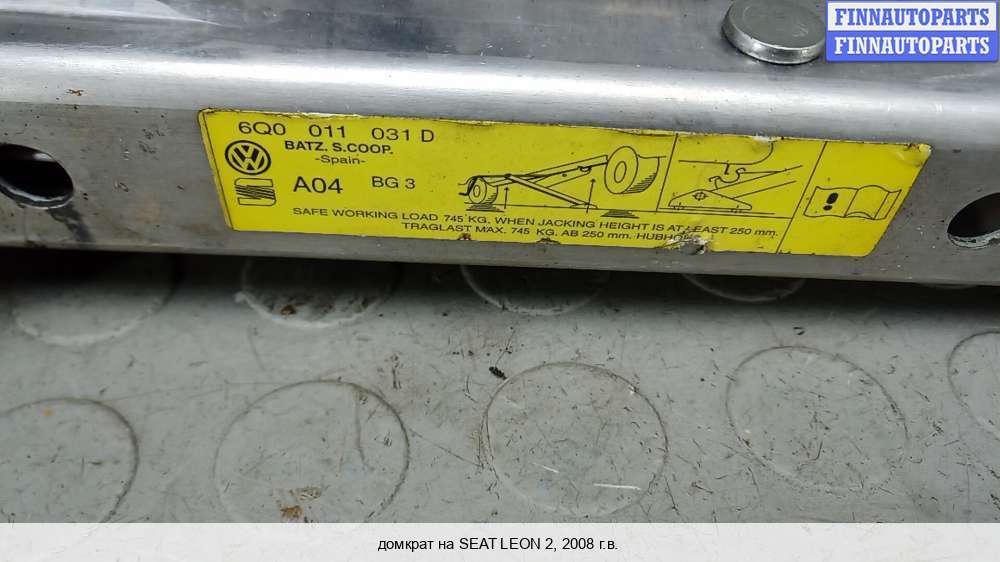 FINNAUTOPARTS
FINNAUTOPARTS
6Q0 011 031 D
BATZ. S.COOP.
-Spain-
A04 BG 3
SAFE WORKING LOAD 745 KG. WHEN JACKING HEIGHT IS AT LEAST 250 mm.
TRAGLAST MAX. 745 KG. AB 250 mm. HUBHÖHE
домкрат на SEAT LEON 2, 2008 г.в.